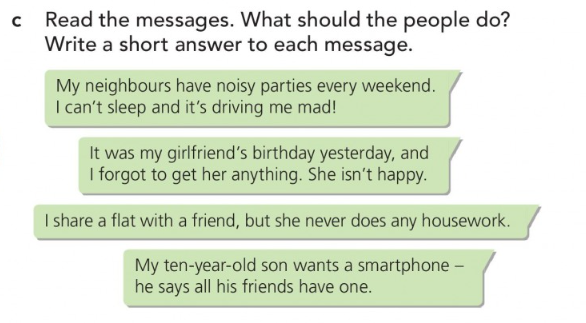 c Read the messages. What should the people do?
Write a short answer to each message.
My neighbours have noisy parties every weekend.
I can't sleep and it's driving me mad!
It was my girlfriend's birthday yesterday, and
I forgot to get her anything. She isn't happy.
I share a flat with a friend, but she never does any housework.
My ten-year-old son wants a smartphone –
he says all his friends have one.